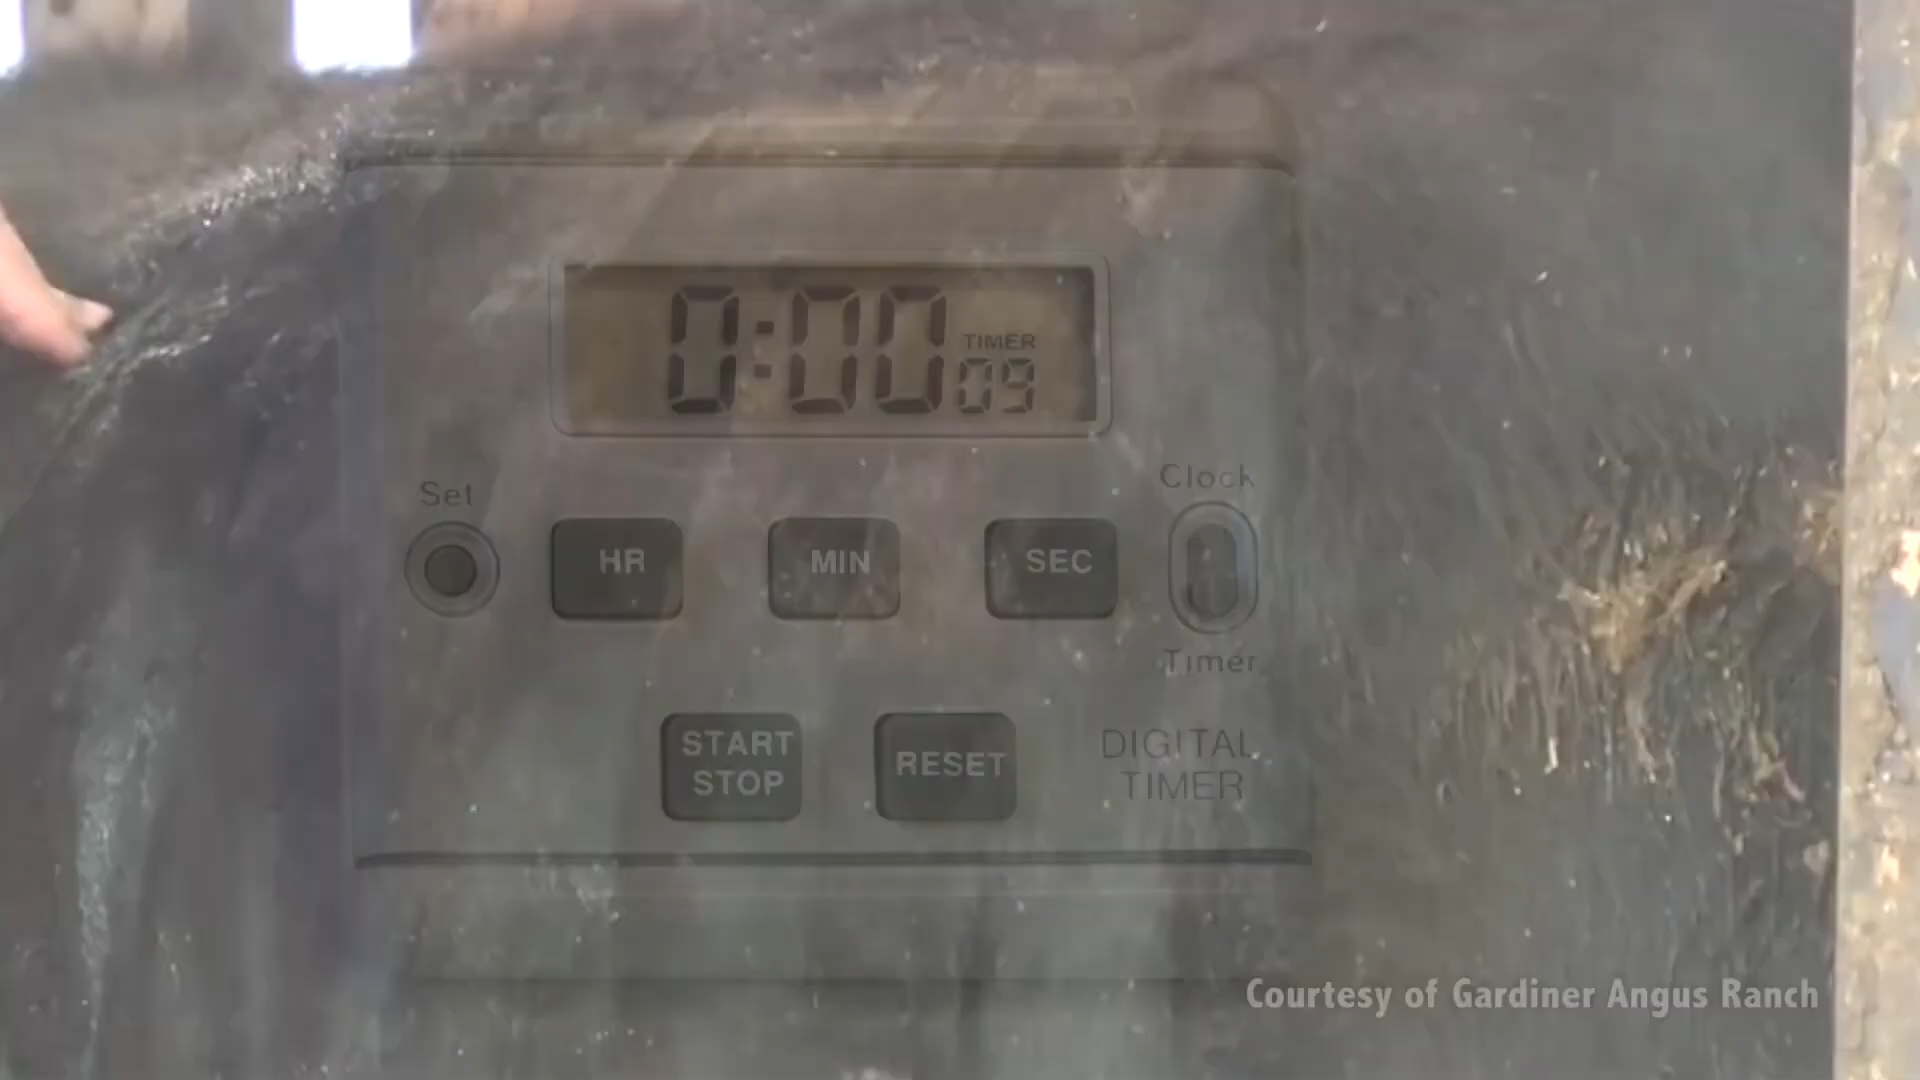 0:00 TIMER 09
Set
Clock
HR MIN SEC
Timer
START STOP
RESET
DIGITAL TIMER
Courtesy of Gardiner Angus Ranch